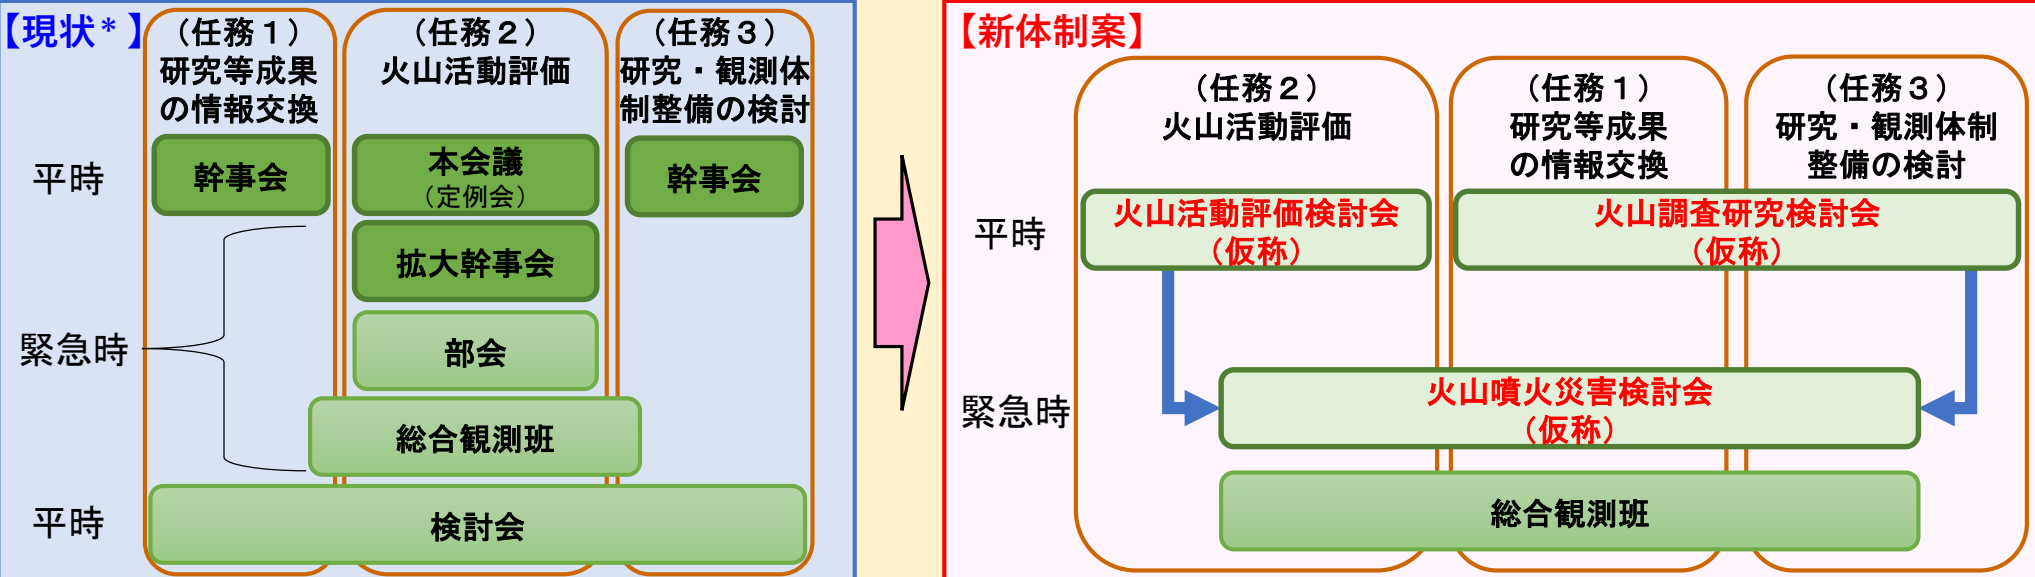 【現状*】
（任務１）
研究等成果
の情報交換
（任務２）
火山活動評価
（任務３）
研究・観測体
制整備の検討
平時
幹事会
本会議
（定例会）
幹事会
拡大幹事会
緊急時
部会
総合観測班
平時
検討会
【新体制案】
（任務２）
火山活動評価
（任務１）
研究等成果
の情報交換
（任務３）
研究・観測体制
整備の検討
平時
火山活動評価検討会
（仮称）
火山調査研究検討会
（仮称）
緊急時
火山噴火災害検討会
（仮称）
総合観測班